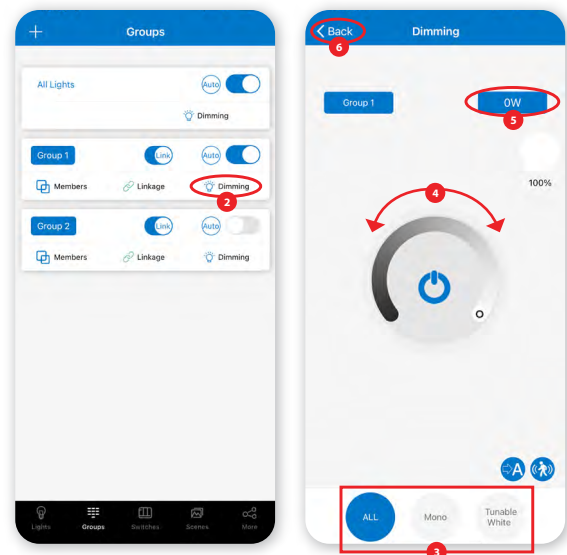 Groups
All Lights Auto
Dimming
Group 1 Link Auto
Members Linkage Dimming
2
Group 2 Link Auto
Members Linkage Dimming
Lights Groups Switches Scenes More
Back Dimming
6
Group 1 0W
5
100%
4
A
ALL Mono Tunable
White
3